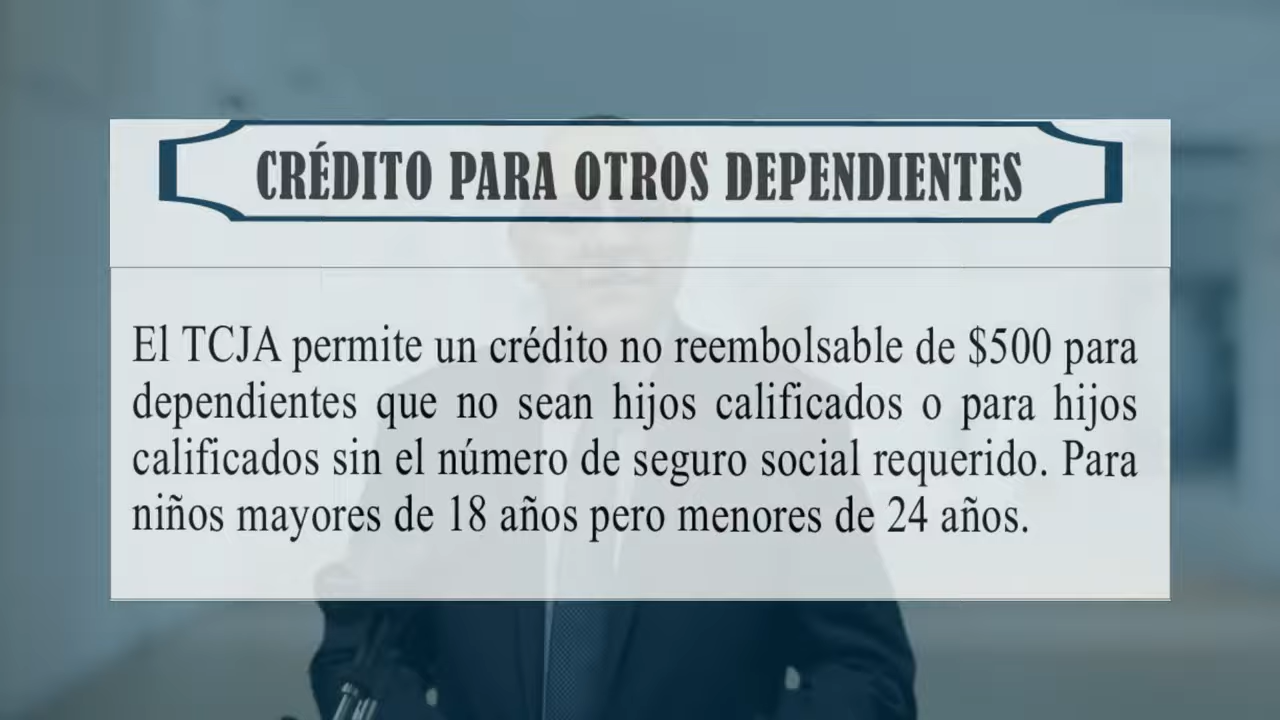 CRÉDITO PARA OTROS DEPENDIENTES
El TCJA permite un crédito no reembolsable de $500 para
dependientes que no sean hijos calificados o para hijos
calificados sin el número de seguro social requerido. Para
niños mayores de 18 años pero menores de 24 años.